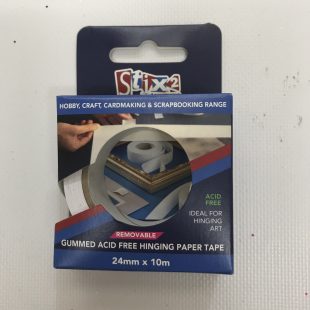 Stix2
HOBBY, CRAFT, CARDMAKING & SCRAPBOOKING RANGE
ACID
FREE
IDEAL FOR
HINGING
ART
REMOVABLE
GUMMED ACID FREE HINGING PAPER TAPE
24mm x 10m